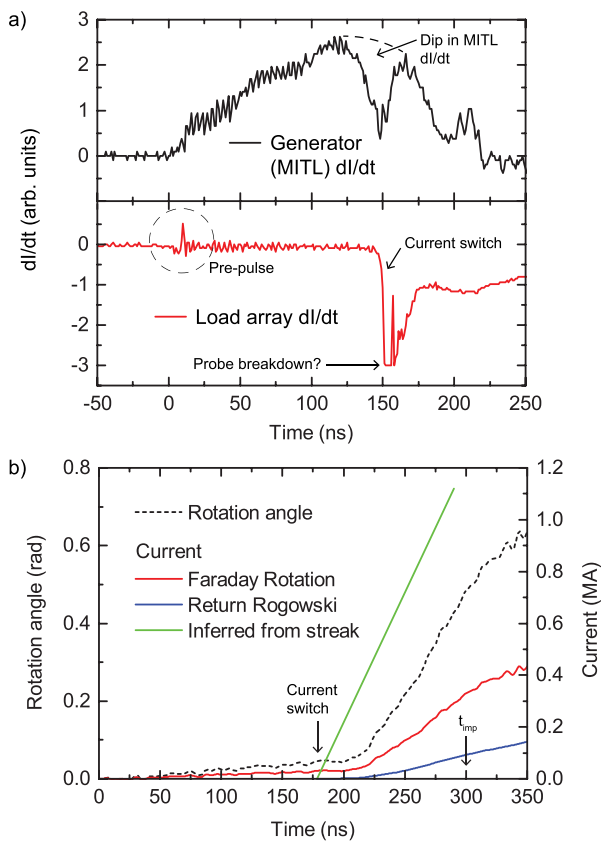 a)
3
2
1
0
Dip in MITL
dI/dt
Generator
(MITL) dI/dt
dI/dt (arb. units)
0
-1
-2
-3
Pre-pulse
Current switch
Load array dI/dt
Probe breakdown?
-50 0 50 100 150 200 250
Time (ns)
b)
0.8
0.6
0.4
0.2
0.0
Rotation angle (rad)
Rotation angle
Current
Faraday Rotation
Return Rogowski
Inferred from streak
Current
switch
timp
1.2
1.0
0.8
0.6
0.4
0.2
0.0
Current (MA)
0 50 100 150 200 250 300 350
Time (ns)